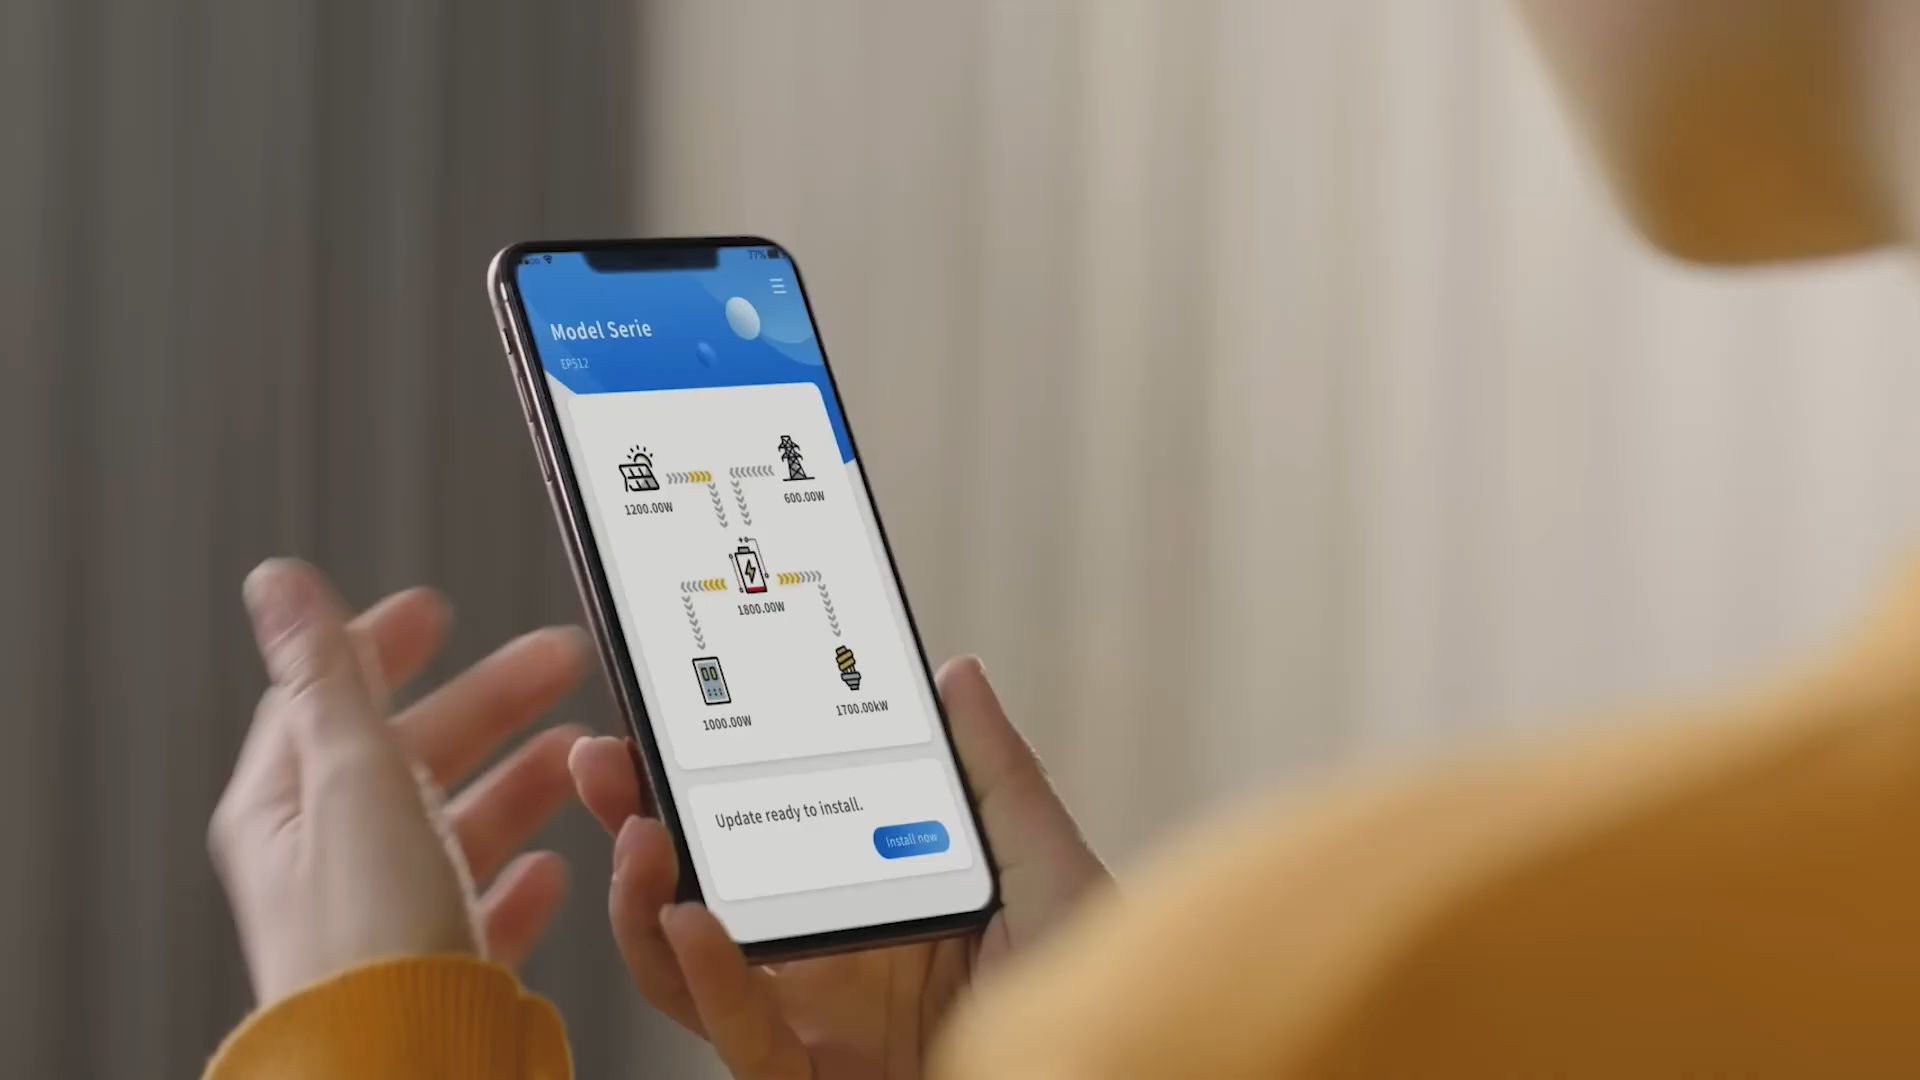 77%
Model Serie
EP512
1200.00W
600.00W
1800.00W
1000.00W
1700.00kW
Update ready to install.
Install now